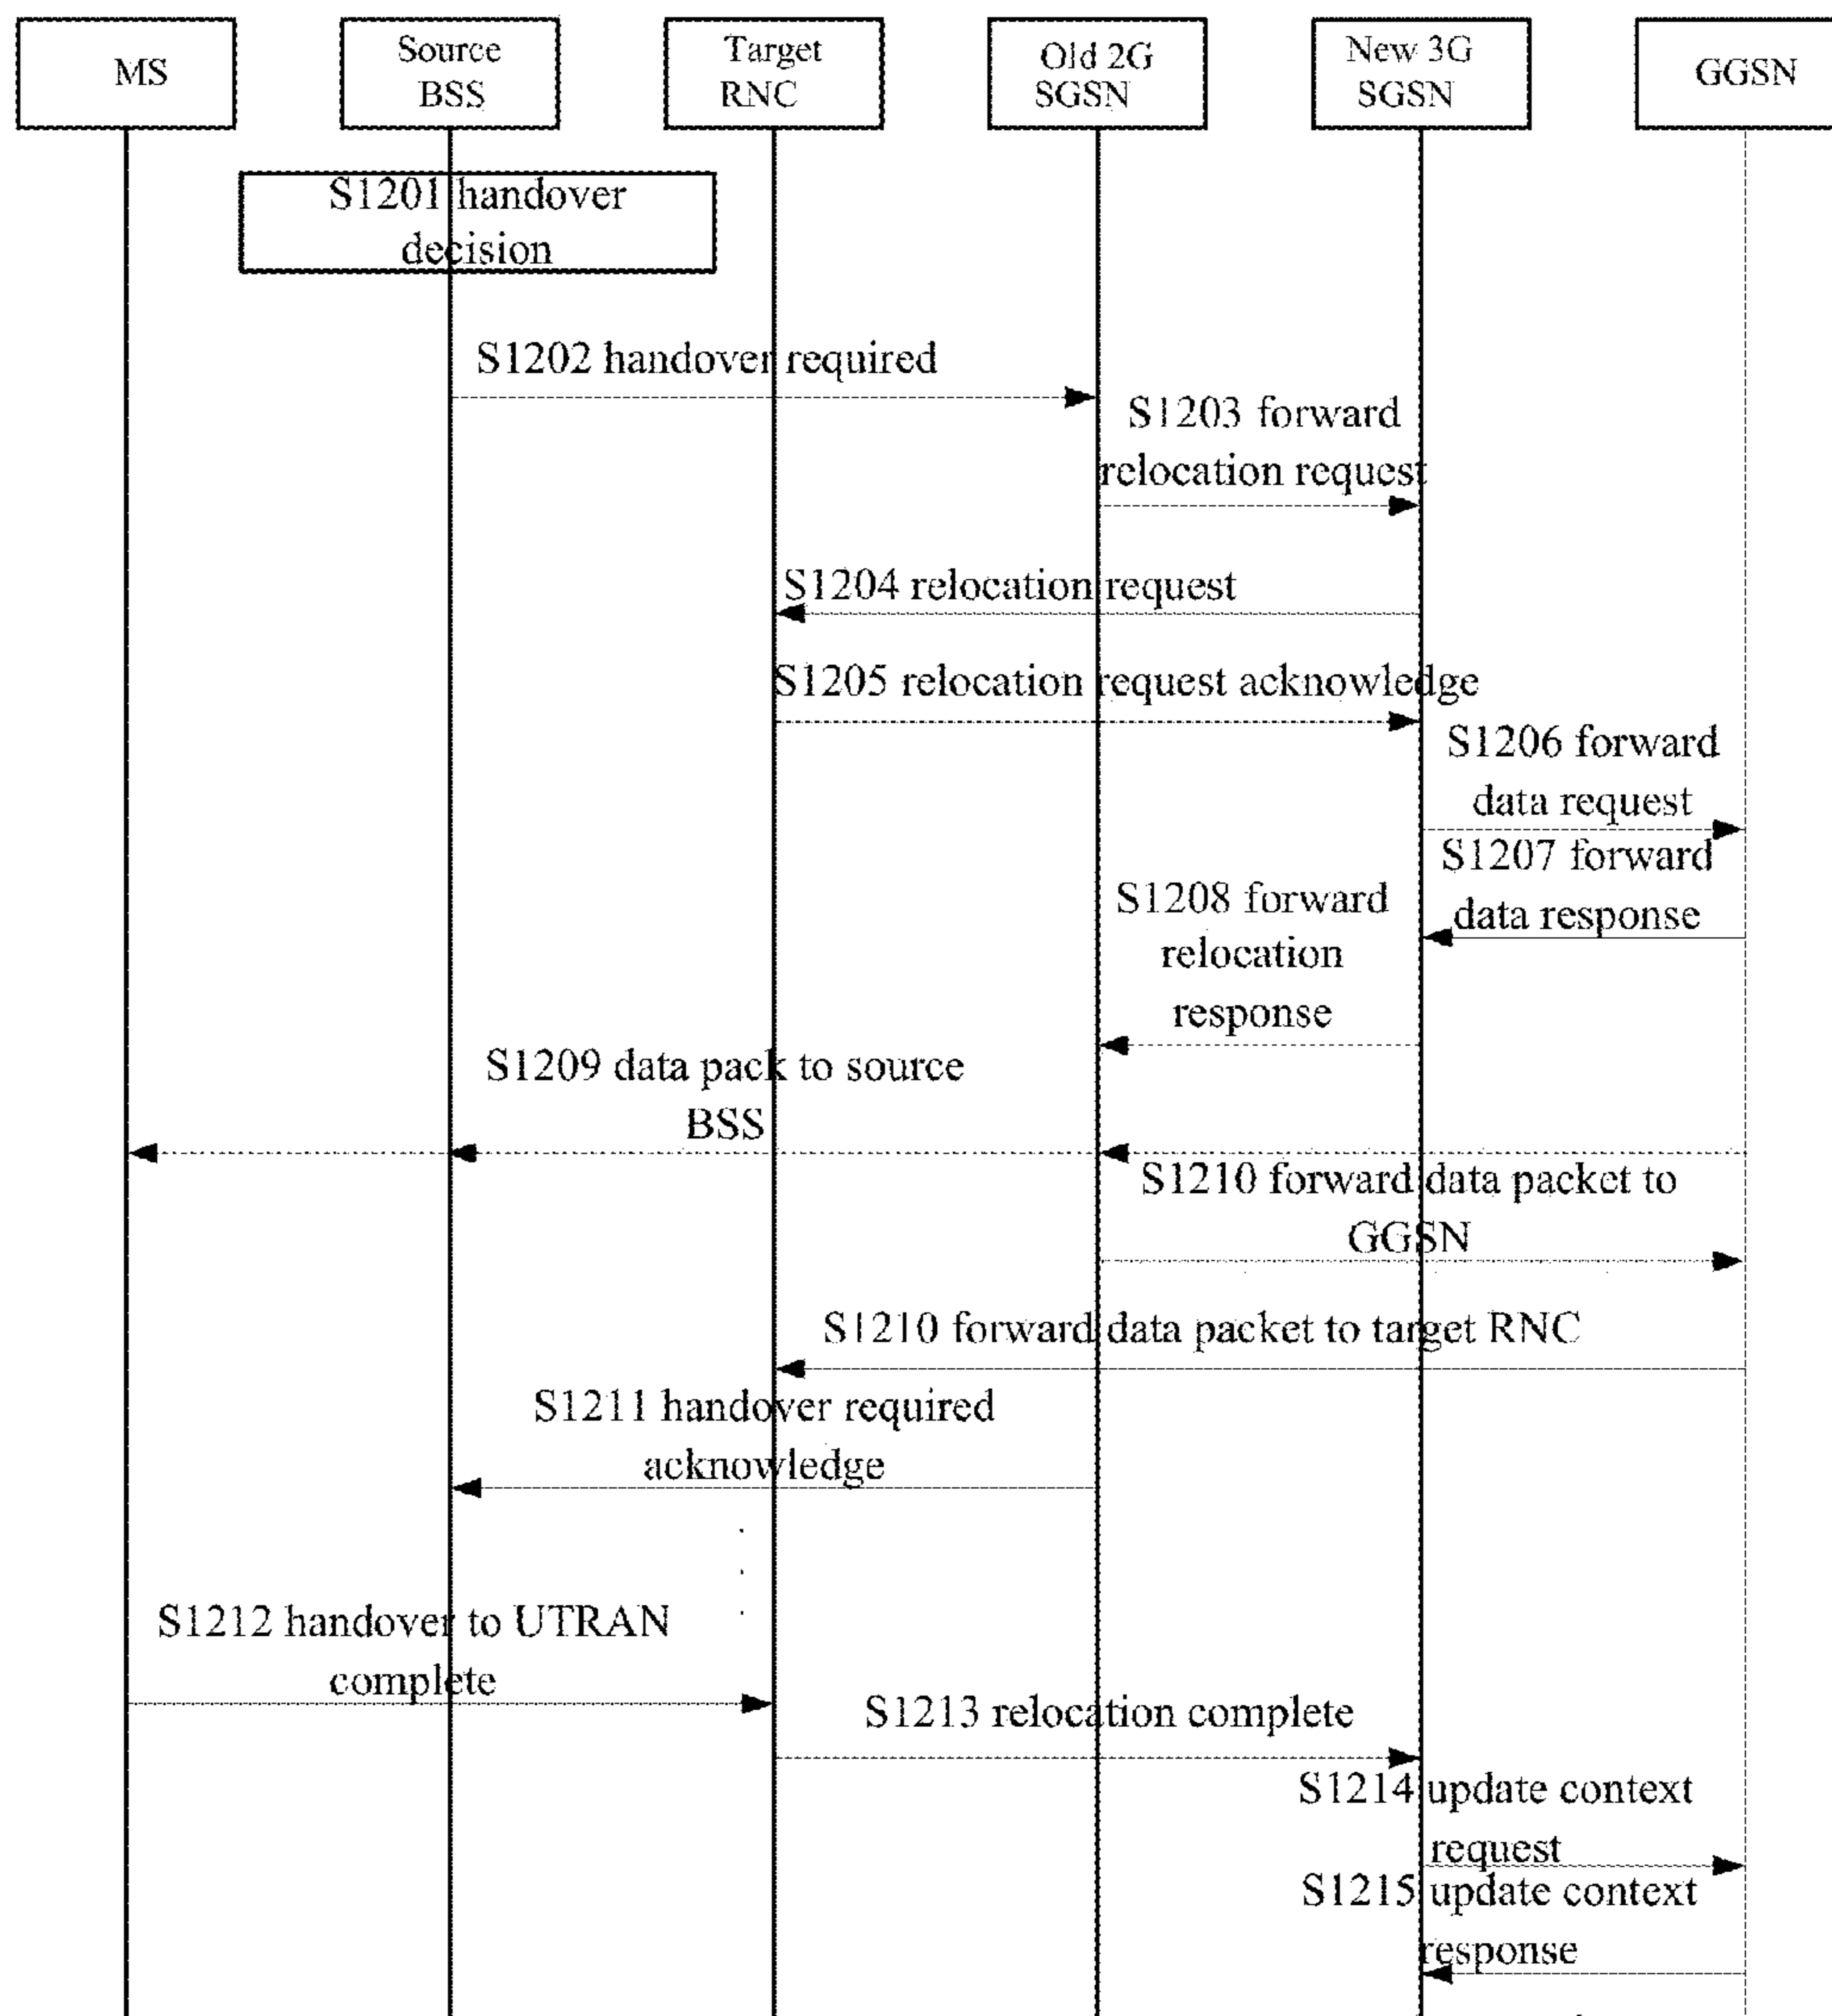 MS
Source
BSS
Target
RNC
Old 2G
SGSN
New 3G
SGSN
GGSN
S1201 handover
decision
S1202 handover required
S1203 forward
relocation request
S1204 relocation request
S1205 relocation request acknowledge
S1206 forward
data request
S1207 forward
data response
S1208 forward
relocation
response
S1209 data pack to source
BSS
S1210 forward data packet to
GGSN
S1210 forward data packet to target RNC
S1211 handover required
acknowledge
S1212 handover to UTRAN
complete
S1213 relocation complete
S1214 update context
request
S1215 update context
response